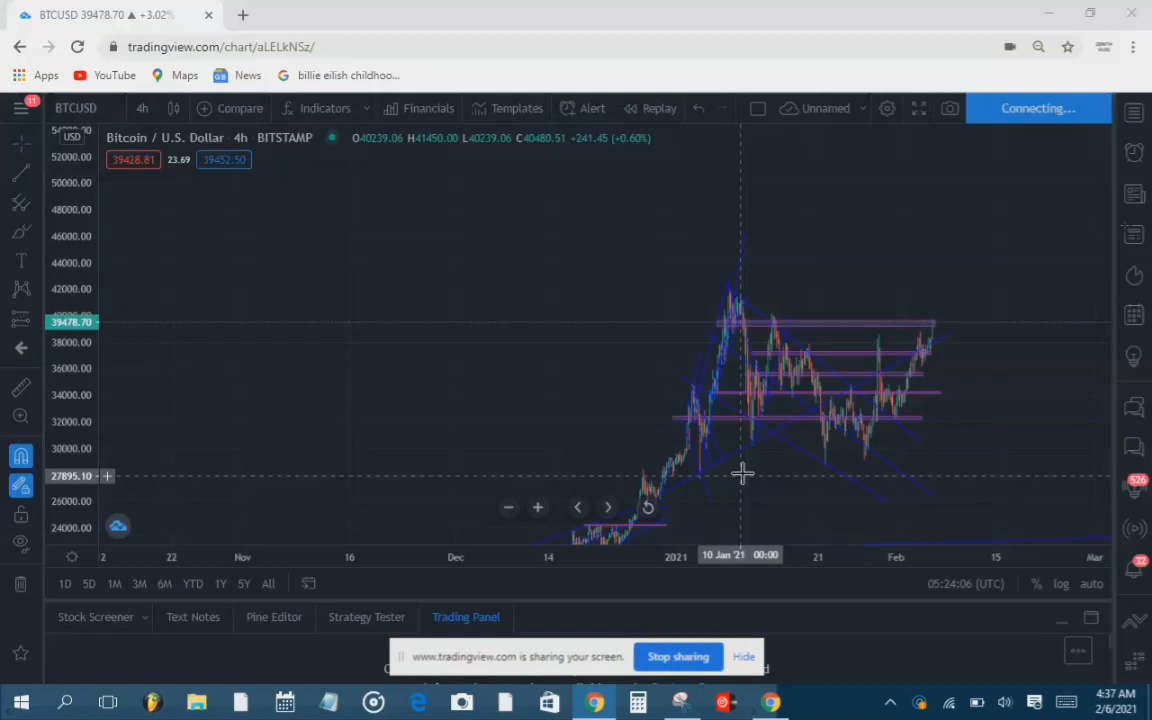 BTCUSD 39478.70 ▲ +3.02%
tradingview.com/chart/aLELkNSz/
Apps YouTube Maps News billie eilish childhoo...
11
BTCUSD 4h Compare Indicators Financials Templates Alert Replay Unnamed Connecting...
USD
Bitcoin / U.S. Dollar 4h BITSTAMP O40239.06 H41450.00 L40239.06 C40480.51 +241.45 (+0.60%)
52000.00
39428.81 23.69 39452.50
50000.00
48000.00
46000.00
44000.00
42000.00
39478.70
38000.00
36000.00
34000.00
32000.00
30000.00
27895.10
26000.00
24000.00
526
32
2 22 Nov 16 Dec 14 2021 10 Jan '21 00:00 21 Feb 15 Mar
1D 5D 1M 3M 6M YTD 1Y 5Y All 05:24:06 (UTC) % log auto
Stock Screener Text Notes Pine Editor Strategy Tester Trading Panel
www.tradingview.com is sharing your screen. Stop sharing Hide
4:37 AM
2/6/2021